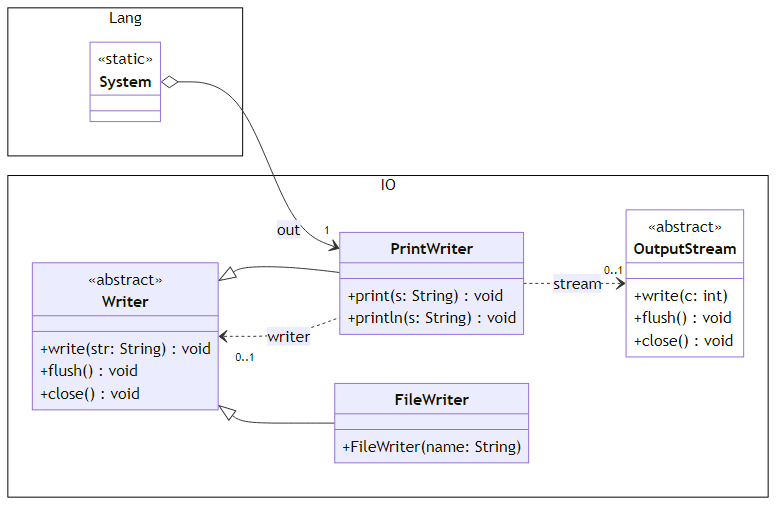 Lang
«static»
System
IO
out
1
PrintWriter
+print(s: String) : void
+println(s: String) : void
«abstract»
OutputStream
+write(c: int)
+flush() : void
+close() : void
stream
0..1
«abstract»
Writer
+write(str: String) : void
+flush() : void
+close() : void
writer
0..1
FileWriter
+FileWriter(name: String)